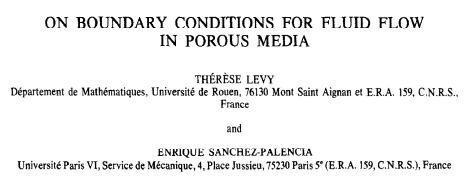 ON BOUNDARY CONDITIONS FOR FLUID FLOW
IN POROUS MEDIA
THÉRÈSE LEVY
Département de Mathématiques, Université de Rouen, 76130 Mont Saint Aignan et E.R.A. 159, C.N.R.S.,
France
and
ENRIQUE SANCHEZ-PALENCIA
Université Paris VI, Service de Mécanique, 4, Place Jussieu, 75230 Paris 5e (E.R.A. 159, C.N.R.S.), France